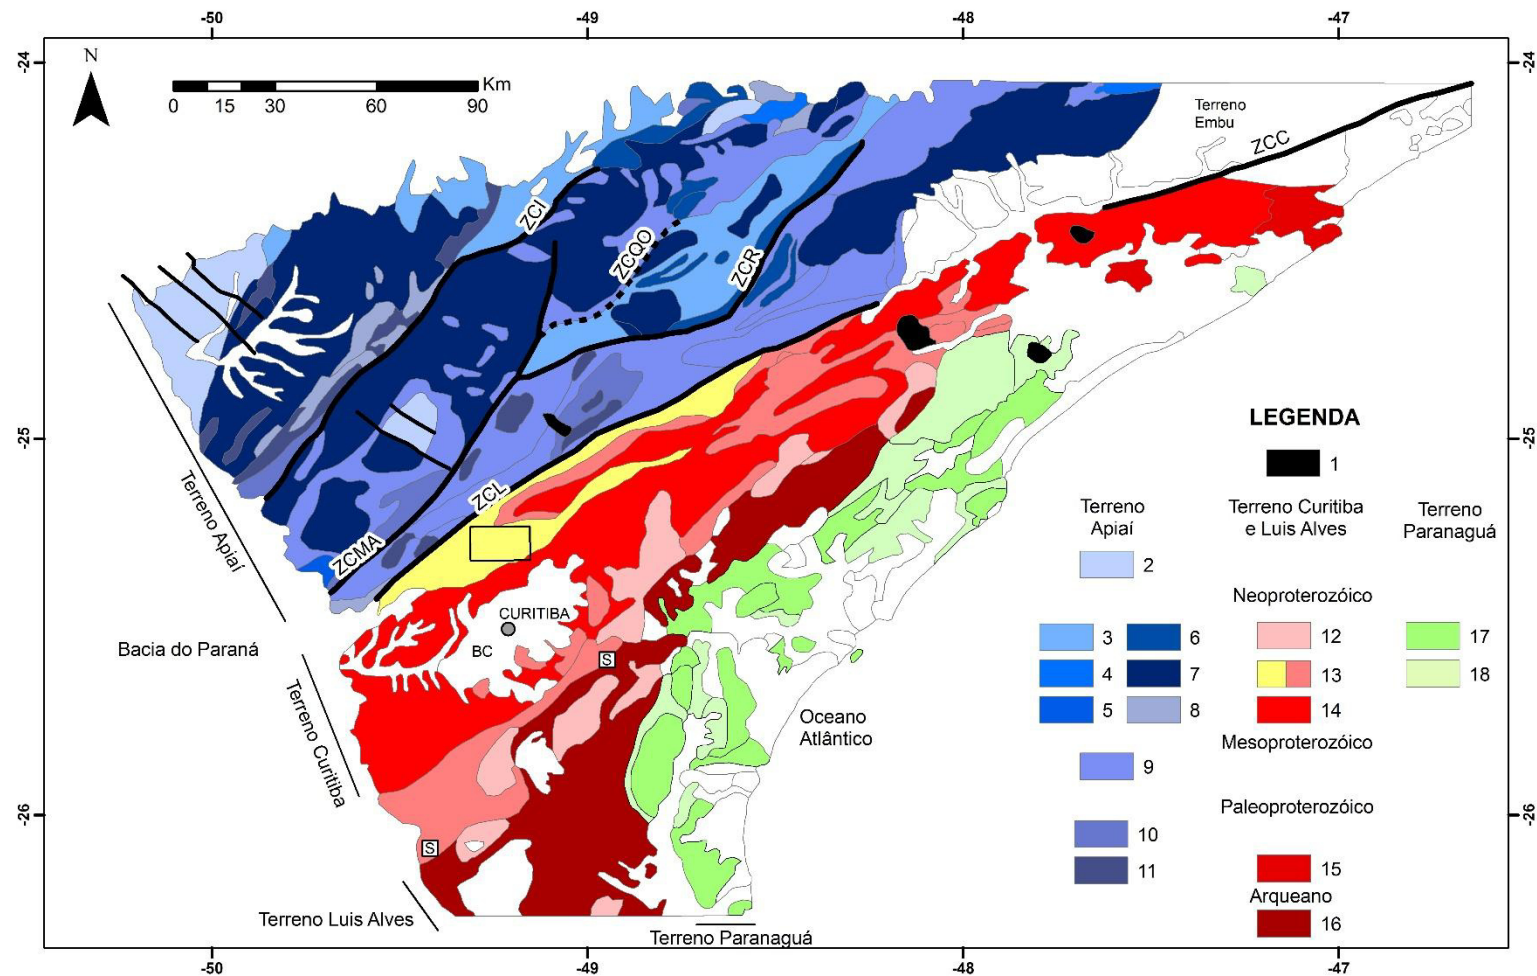 -50
-49
-48
-47
-24
-24
N
Km
0
15
30
60
90
Terreno
Embu
ZCC
ZCI
ZCQO
ZCR
-25
-25
LEGENDA
1
Terreno
Apiaí
Terreno Curitiba
e Luis Alves
Terreno
Paranaguá
2
Neoproterozóico
3
6
12
17
4
7
13
18
5
8
14
Mesoproterozóico
9
Paleoproterozóico
10
11
15
Arqueano
16
ZCL
ZCMA
Terreno Apiaí
CURITIBA
BC
Bacia do Paraná
S
Terreno Curitiba
Oceano
Atlântico
-26
-26
S
Terreno Luis Alves
Terreno Paranaguá
-50
-49
-48
-47